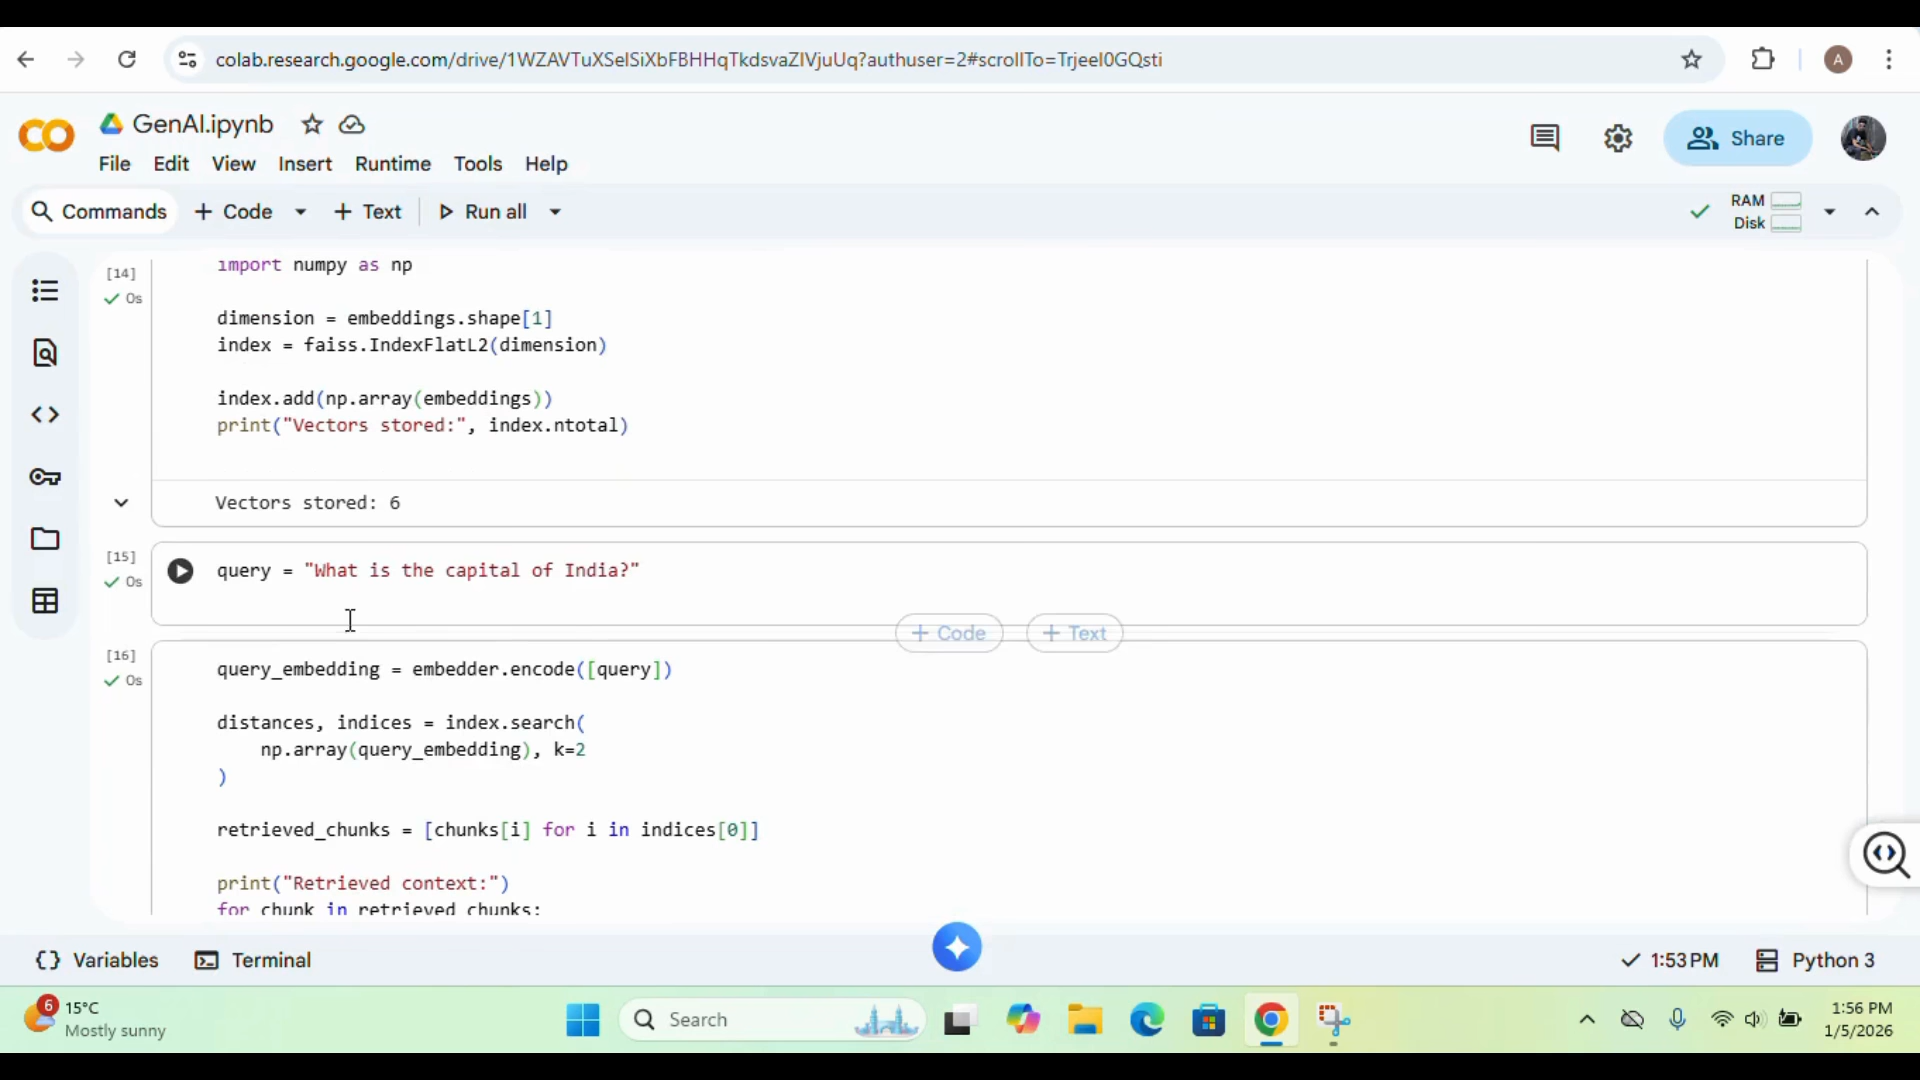 colab.research.google.com/drive/1WZAVTuXSelSiXbFBHHqTkdsvaZlVjuUq?authuser=2#scrollTo=Trjeel0GQsti
A
GenAI.ipynb
File Edit View Insert Runtime Tools Help
Share
Commands + Code + Text Run all
RAM
Disk
[14]
0s
import numpy as np
dimension = embeddings.shape[1]
index = faiss.IndexFlatL2(dimension)
index.add(np.array(embeddings))
print("Vectors stored:", index.ntotal)
Vectors stored: 6
[15]
0s
query = "What is the capital of India?"
+ Code + Text
[16]
0s
query_embedding = embedder.encode([query])
distances, indices = index.search(
    np.array(query_embedding), k=2
)
retrieved_chunks = [chunks[i] for i in indices[0]]
print("Retrieved context:")
for chunk in retrieved_chunks:
Variables Terminal
1:53 PM Python 3
6
15°C
Mostly sunny
Search
1:56 PM
1/5/2026